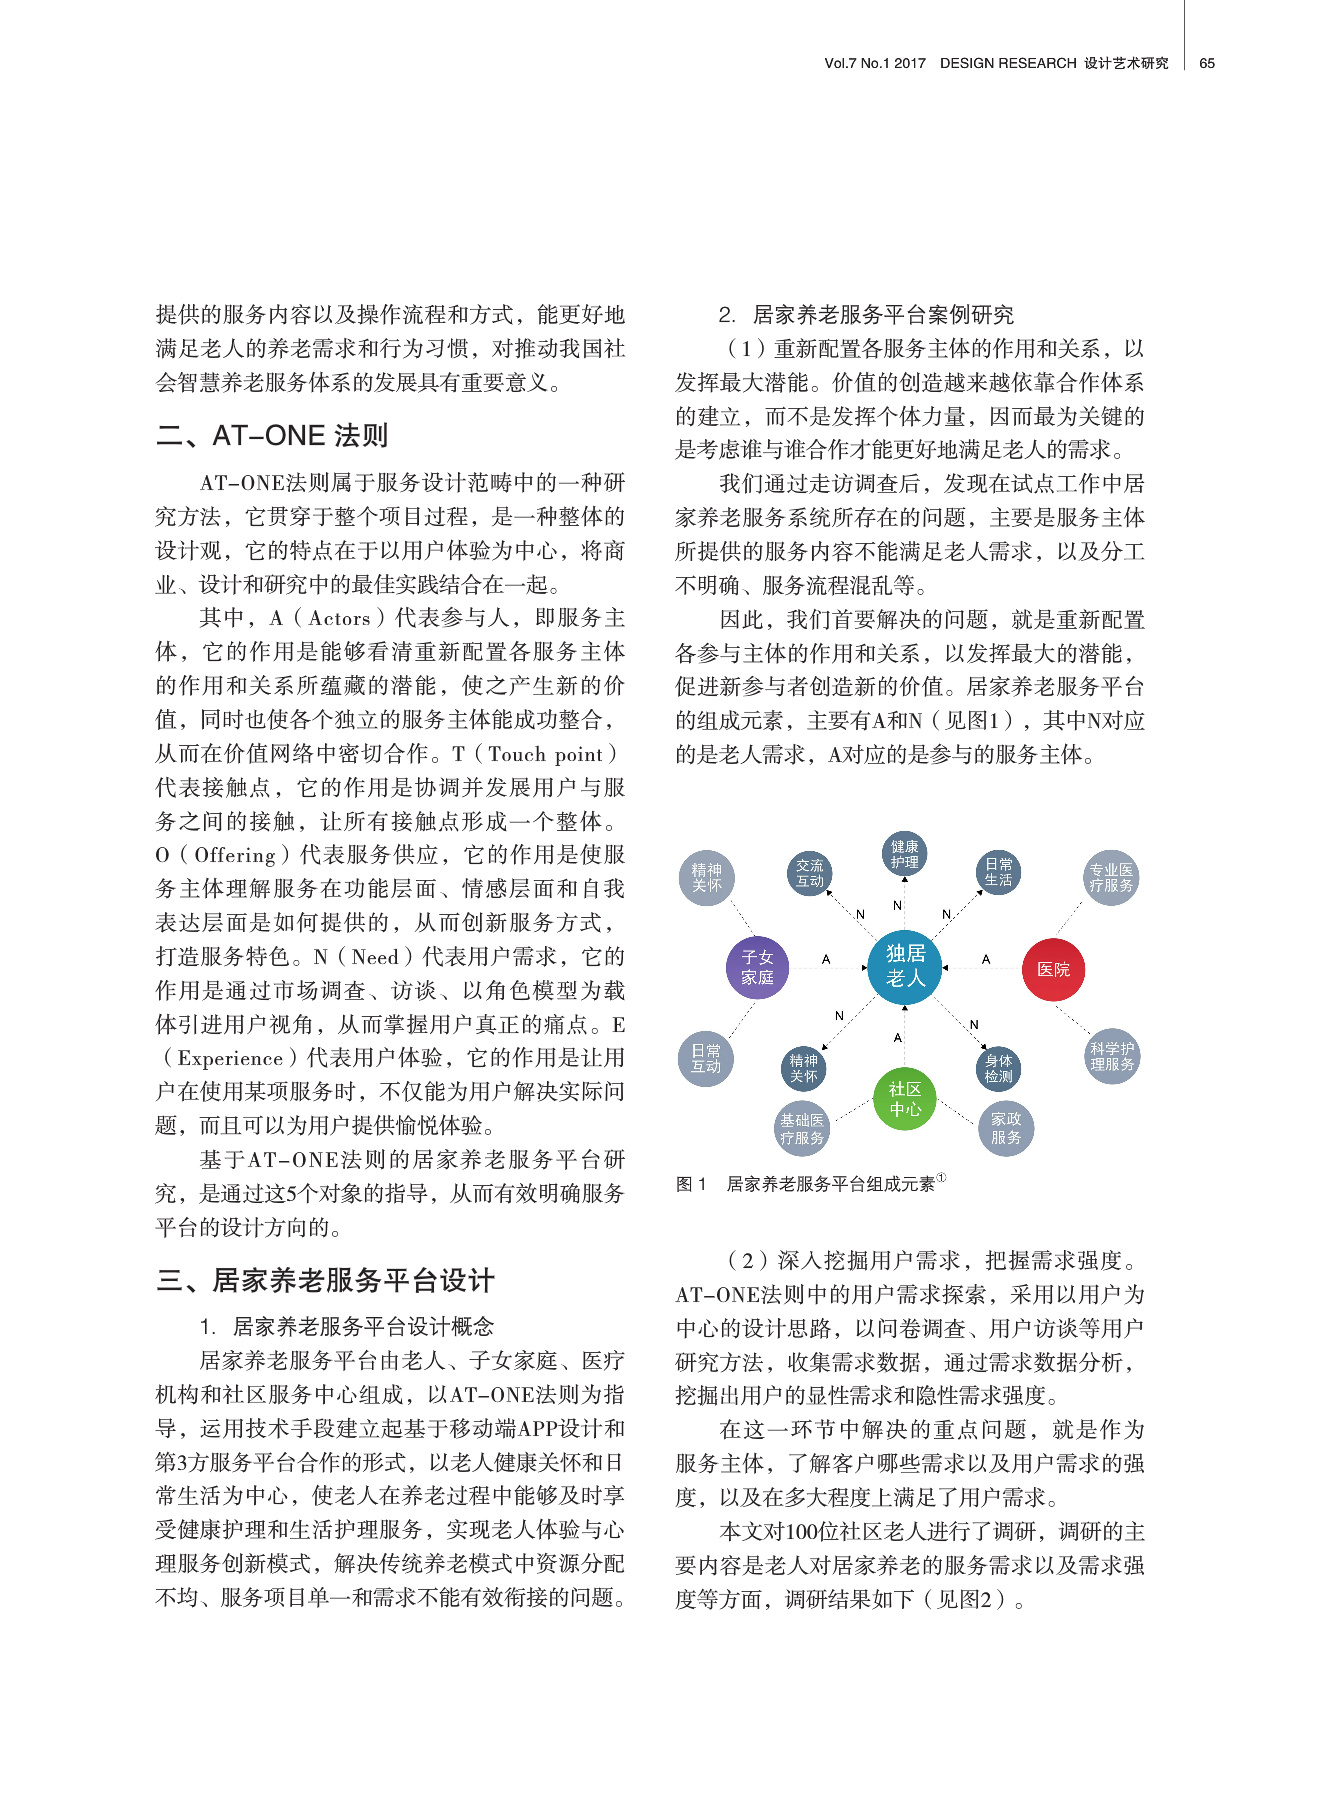 Vol.7 No.1 2017 DESIGN RESEARCH 设计艺术研究 65
提供的服务内容以及操作流程和方式，能更好地
满足老人的养老需求和行为习惯，对推动我国社
会智慧养老服务体系的发展具有重要意义。
二、AT–ONE 法则
AT–ONE法则属于服务设计范畴中的一种研
究方法，它贯穿于整个项目过程，是一种整体的
设计观，它的特点在于以用户体验为中心，将商
业、设计和研究中的最佳实践结合在一起。
其中，A（Actors）代表参与人，即服务主
体，它的作用是能够看清重新配置各服务主体
的作用和关系所蕴藏的潜能，使之产生新的价
值，同时也使各个独立的服务主体能成功整合，
从而在价值网络中密切合作。T（Touch point）
代表接触点，它的作用是协调并发展用户与服
务之间的接触，让所有接触点形成一个整体。
O（Offering）代表服务供应，它的作用是使服
务主体理解服务在功能层面、情感层面和自我
表达层面是如何提供的，从而创新服务方式，
打造服务特色。N（Need）代表用户需求，它的
作用是通过市场调查、访谈、以角色模型为载
体引进用户视角，从而掌握用户真正的痛点。E
（Experience）代表用户体验，它的作用是让用
户在使用某项服务时，不仅能为用户解决实际问
题，而且可以为用户提供愉悦体验。
基于AT–ONE法则的居家养老服务平台研
究，是通过这5个对象的指导，从而有效明确服务
平台的设计方向的。
三、居家养老服务平台设计
1. 居家养老服务平台设计概念
居家养老服务平台由老人、子女家庭、医疗
机构和社区服务中心组成，以AT–ONE法则为指
导，运用技术手段建立起基于移动端APP设计和
第3方服务平台合作的形式，以老人健康关怀和日
常生活为中心，使老人在养老过程中能够及时享
受健康护理和生活护理服务，实现老人体验与心
理服务创新模式，解决传统养老模式中资源分配
不均、服务项目单一和需求不能有效衔接的问题。
2. 居家养老服务平台案例研究
（1）重新配置各服务主体的作用和关系，以
发挥最大潜能。价值的创造越来越依靠合作体系
的建立，而不是发挥个体力量，因而最为关键的
是考虑谁与谁合作才能更好地满足老人的需求。
我们通过走访调查后，发现在试点工作中居
家养老服务系统所存在的问题，主要是服务主体
所提供的服务内容不能满足老人需求，以及分工
不明确、服务流程混乱等。
因此，我们首要解决的问题，就是重新配置
各参与主体的作用和关系，以发挥最大的潜能，
促进新参与者创造新的价值。居家养老服务平台
的组成元素，主要有A和N（见图1），其中N对应
的是老人需求，A对应的是参与的服务主体。
精神
关怀
交流
互动
健康
护理
日常
生活
专业医
疗服务
N
N
N
子女
家庭
A
独居
老人
A
医院
N
A
N
日常
互动
精神
关怀
社区
中心
身体
检测
科学护
理服务
基础医
疗服务
家政
服务
图 1 居家养老服务平台组成元素①
（2）深入挖掘用户需求，把握需求强度。
AT–ONE法则中的用户需求探索，采用以用户为
中心的设计思路，以问卷调查、用户访谈等用户
研究方法，收集需求数据，通过需求数据分析，
挖掘出用户的显性需求和隐性需求强度。
在这一环节中解决的重点问题，就是作为
服务主体，了解客户哪些需求以及用户需求的强
度，以及在多大程度上满足了用户需求。
本文对100位社区老人进行了调研，调研的主
要内容是老人对居家养老的服务需求以及需求强
度等方面，调研结果如下（见图2）。